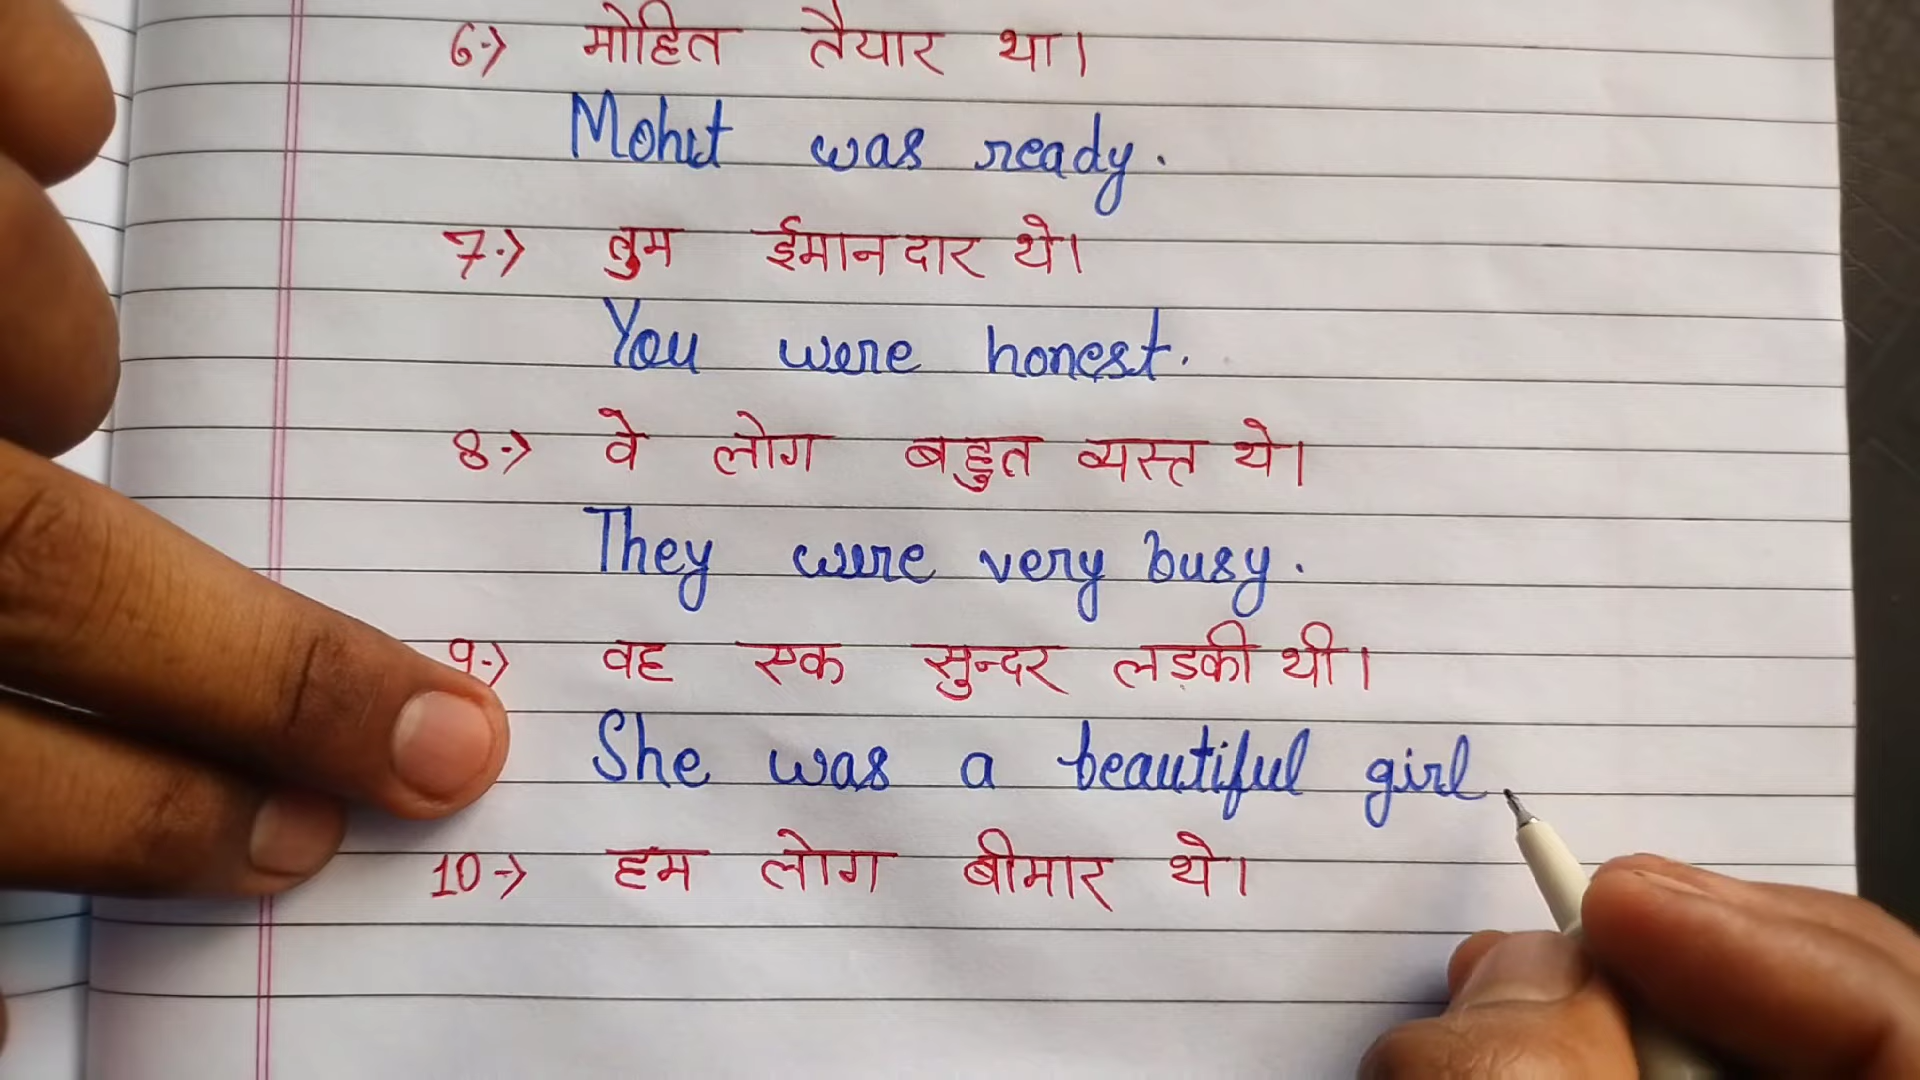 6-> मोहित तैयार था।
Mohit was ready.
7-> तुम ईमानदार थे।
You were honest.
8-> वे लोग बहुत व्यस्त थे।
They were very busy.
9-> वह एक सुन्दर लड़की थी।
She was a beautiful girl
10-> हम लोग बीमार थे।